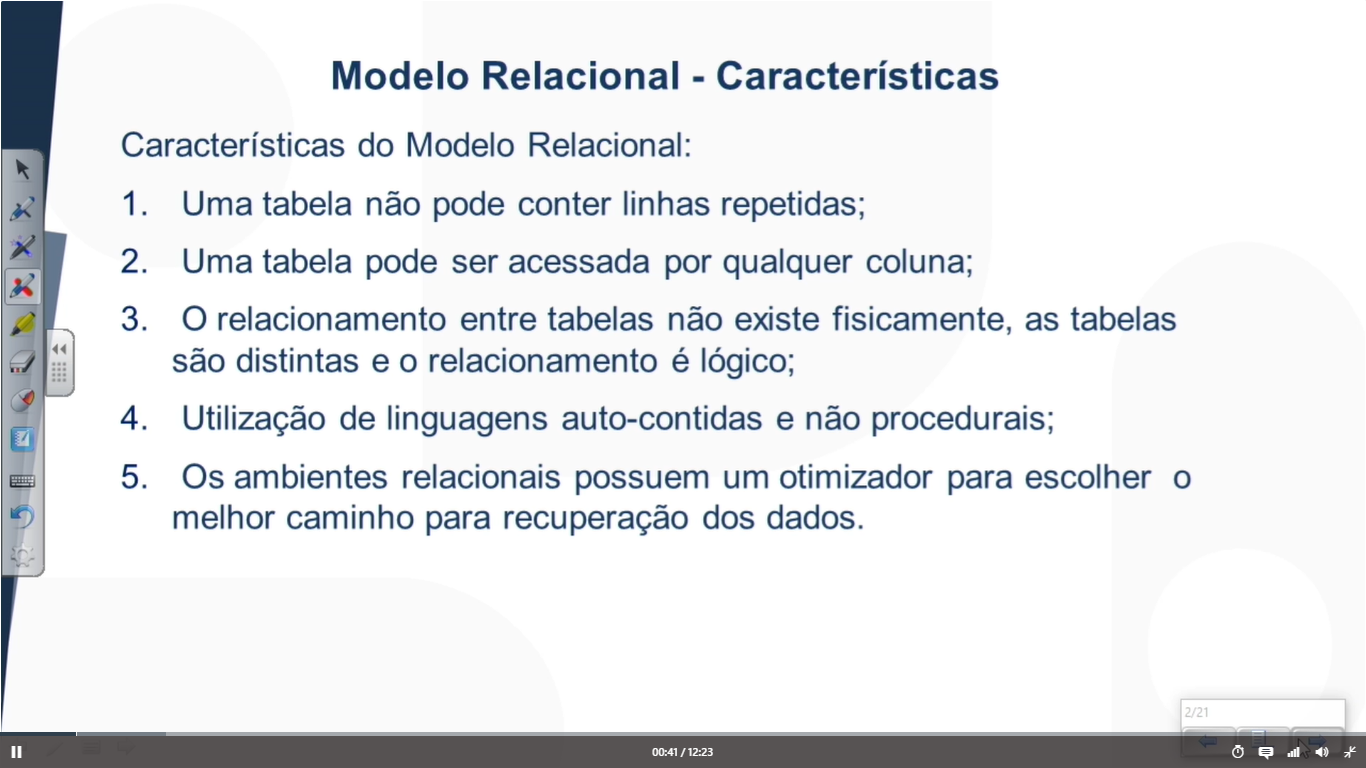 Modelo Relacional - Características
Características do Modelo Relacional:
1. Uma tabela não pode conter linhas repetidas;
2. Uma tabela pode ser acessada por qualquer coluna;
3. O relacionamento entre tabelas não existe fisicamente, as tabelas
são distintas e o relacionamento é lógico;
4. Utilização de linguagens auto-contidas e não procedurais;
5. Os ambientes relacionais possuem um otimizador para escolher o
melhor caminho para recuperação dos dados.
2/21
00:41 / 12:23